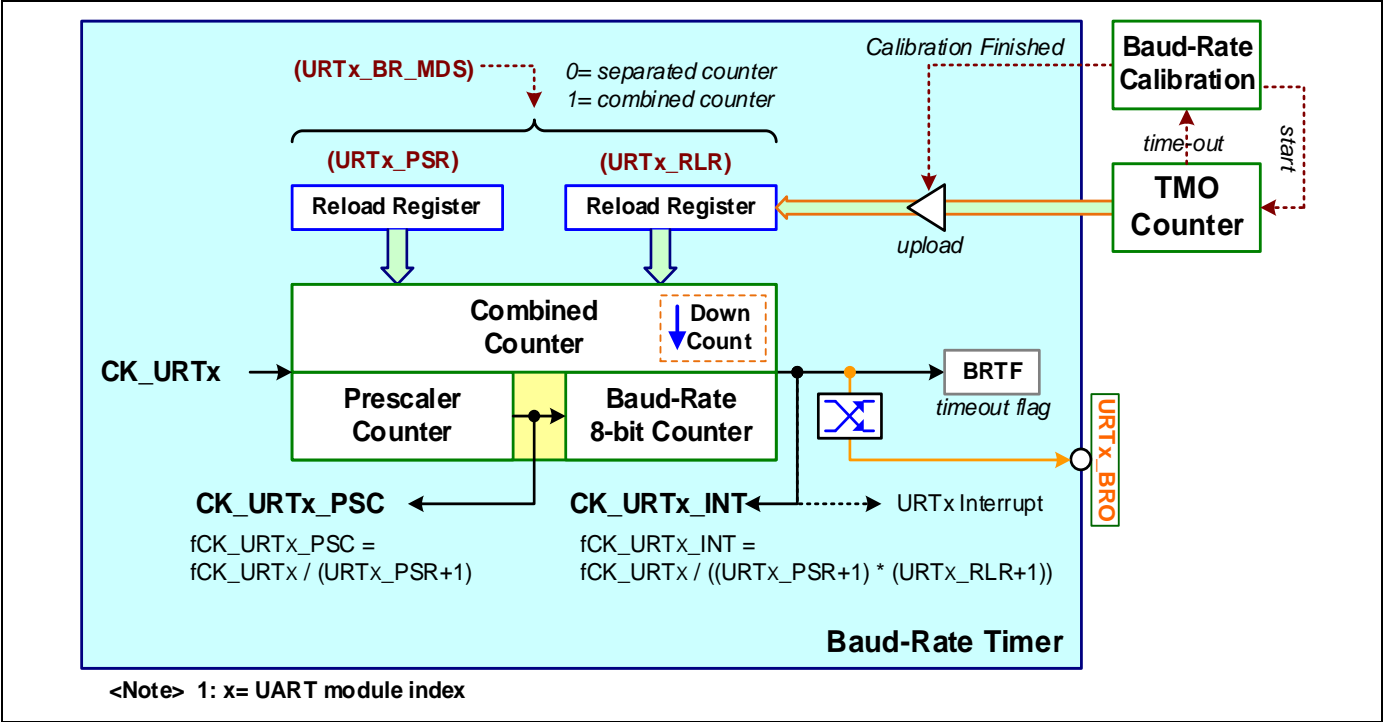 Calibration Finished
Baud-Rate
Calibration
(URTx_BR_MDS)
0= separated counter
1= combined counter
start
time-out
(URTx_PSR)
(URTx_RLR)
TMO
Counter
Reload Register
Reload Register
upload
Combined
Counter
Down
Count
CK_URTx
BRTF
timeout flag
Prescaler
Counter
Baud-Rate
8-bit Counter
URTx_BRO
CK_URTx_PSC
CK_URTx_INT
URTx Interrupt
fCK_URTx_PSC =
fCK_URTx / (URTx_PSR+1)
fCK_URTx_INT =
fCK_URTx / ((URTx_PSR+1) * (URTx_RLR+1))
Baud-Rate Timer
<Note> 1: x= UART module index